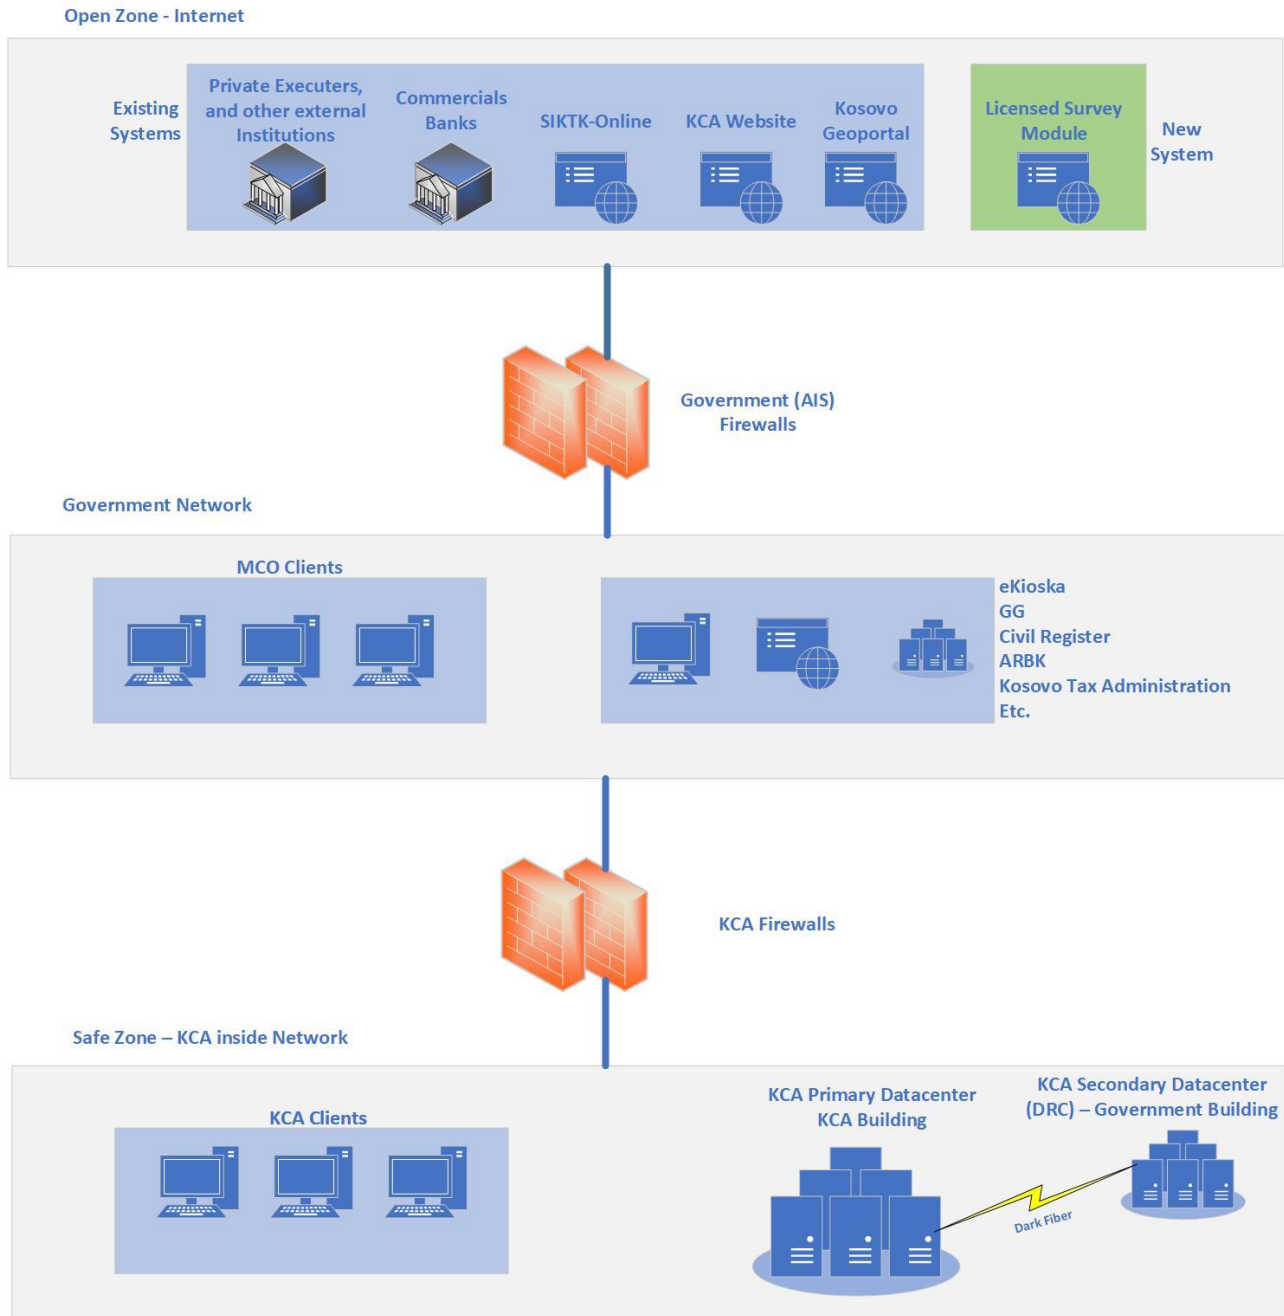 Open Zone - Internet
Existing
Systems
Private Executers,
and other external
Institutions
Commercials
Banks
SIKTK-Online
KCA Website
Kosovo
Geoportal
Licensed Survey
Module
New
System
Government (AIS)
Firewalls
Government Network
MCO Clients
eKioska
GG
Civil Register
ARBK
Kosovo Tax Administration
Etc.
KCA Firewalls
Safe Zone – KCA inside Network
KCA Clients
KCA Primary Datacenter
KCA Building
KCA Secondary Datacenter
(DRC) – Government Building
Dark Fiber